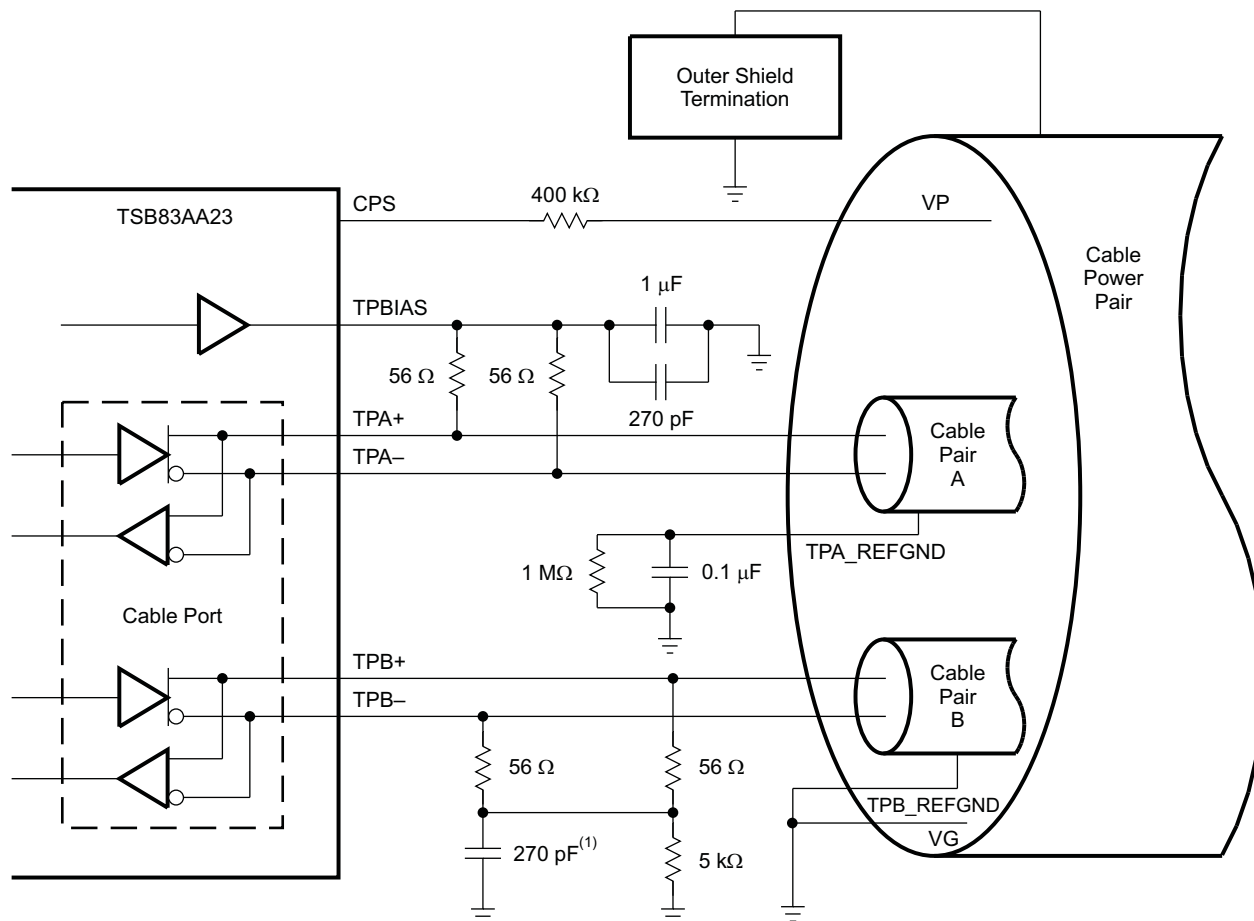 Outer Shield
Termination
TSB83AA23
CPS
400 kΩ
VP
Cable
Power
Pair
TPBIAS
1 μF
56 Ω
56 Ω
270 pF
TPA+
TPA–
Cable
Pair
A
TPA_REFGND
1 MΩ
0.1 μF
Cable Port
TPB+
TPB–
Cable
Pair
B
56 Ω
56 Ω
TPB_REFGND
VG
270 pF(1)
5 kΩ